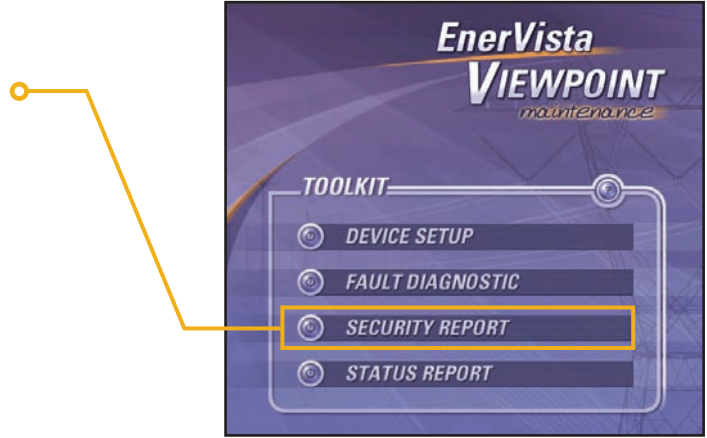 EnerVista
VIEWPOINT
maintenance
TOOLKIT
?
DEVICE SETUP
FAULT DIAGNOSTIC
SECURITY REPORT
STATUS REPORT